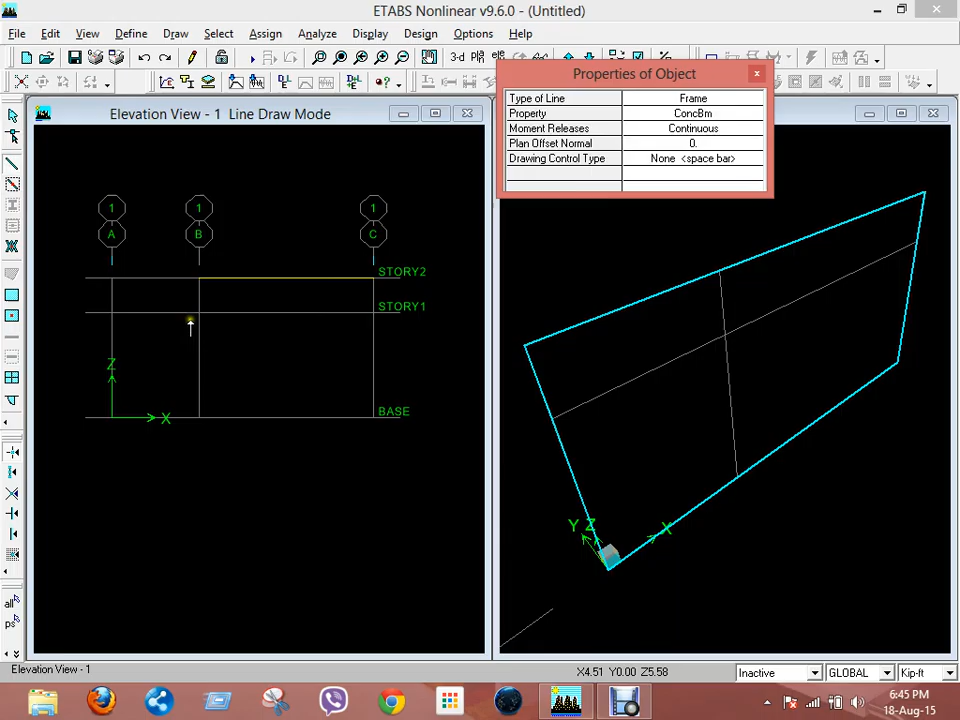 ETABS Nonlinear v9.6.0 - (Untitled)
File Edit View Define Draw Select Assign Analyze Display Design Options Help
3-d
Properties of Object
Type of Line Frame
Property ConcBm
Moment Releases Continuous
Plan Offset Normal 0.
Drawing Control Type None <space bar>
Elevation View - 1 Line Draw Mode
1 1 1
A B C
STORY2
STORY1
BASE
Z
X
Y Z X
all
ps
Elevation View - 1
X4.51 Y0.00 Z5.58
Inactive
GLOBAL
Kip-ft
6:45 PM
18-Aug-15